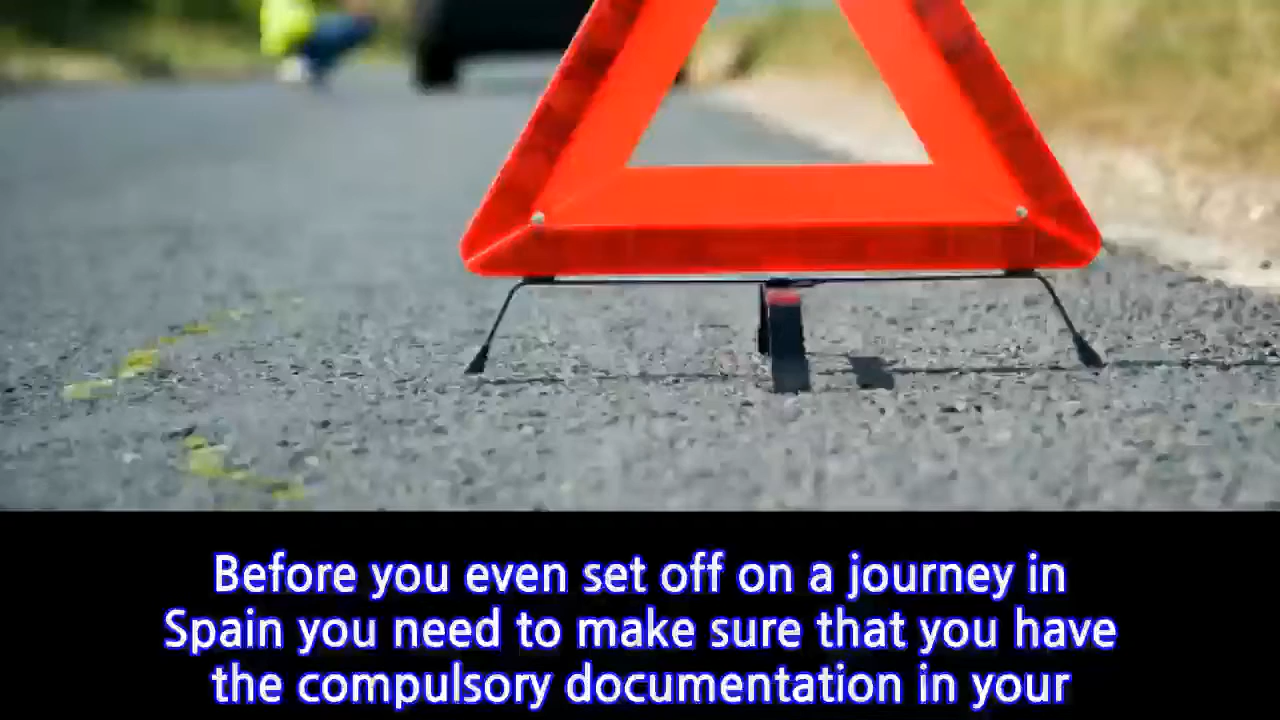 Before you even set off on a journey in
Spain you need to make sure that you have
the compulsory documentation in your